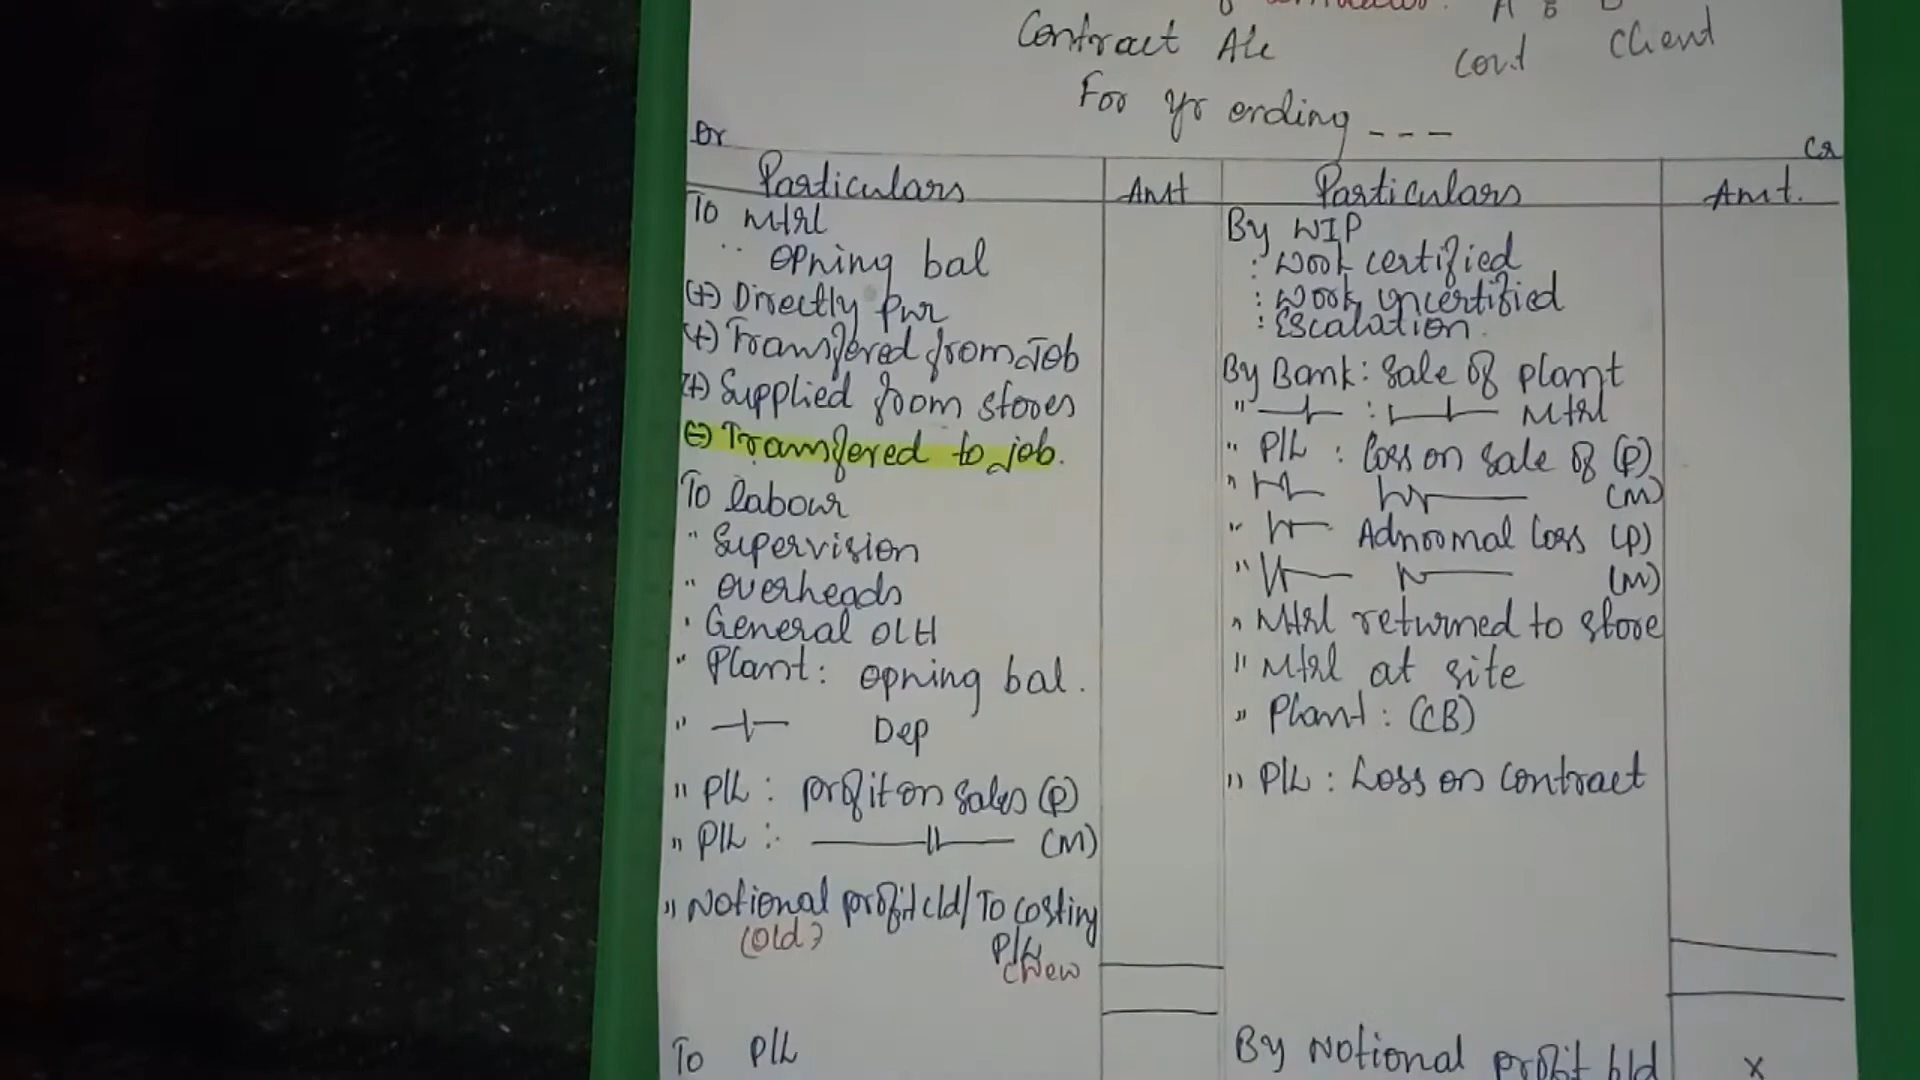 Contract A/c
Cont
Client
For yr ending ---
Dr
Cr
Particulars
Amt
Particulars
Amt.
To Mtrl
" Opning bal
(+) Directly pur
(+) Transfered from Job
(+) Supplied from stores
(-) Transfered to job.
To labour
" Supervision
" overheads
" General O/H
" Plant: opning bal.
" Dep
" P/L : profit on sales (P)
" P/L : (M)
" Notional profit c/d / To costing
(old)
P/L
(New
To P/L
By WIP
: work certified
: work uncertified
: Escalation.
By Bank: Sale of plant
" : Mtrl
" P/L : loss on sale of (P)
" (M)
" Adnormal loss (P)
" (M)
" Mtrl returned to store
" Mtrl at site
" Plant: (CB)
" P/L : Loss on contract
By Notional profit b/d
x